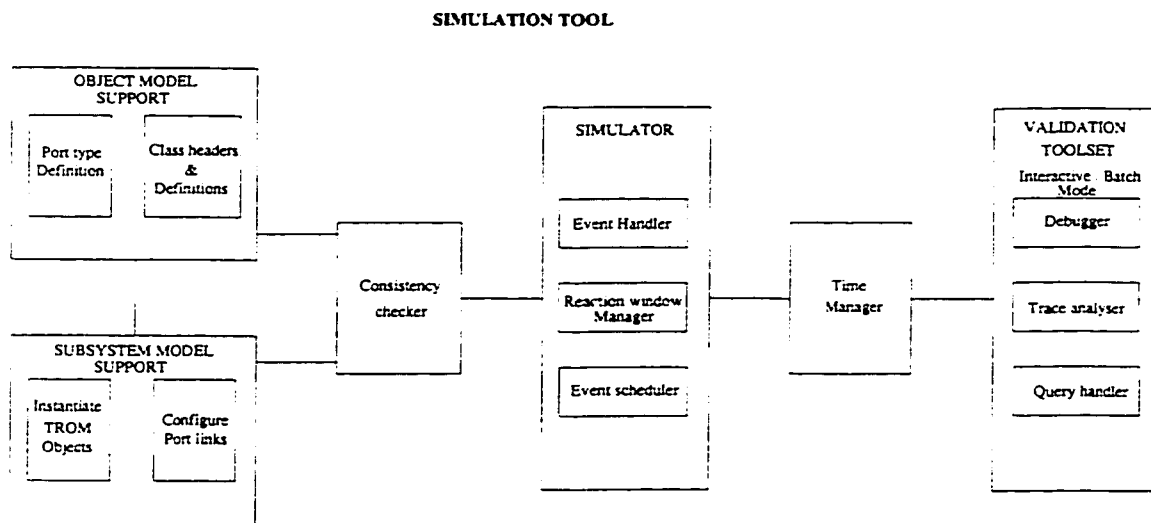 SIMULATION TOOL
OBJECT MODEL
SUPPORT
Port type
Definition
Class headers
&
Definitions
SUBSYSTEM MODEL
SUPPORT
Instantiate
TROM
Objects
Configure
Port links
Consistency
checker
SIMULATOR
Event Handler
Reaction window
Manager
Event scheduler
Time
Manager
VALIDATION
TOOLSET
Interactive Batch
Mode
Debugger
Trace analyser
Query handler